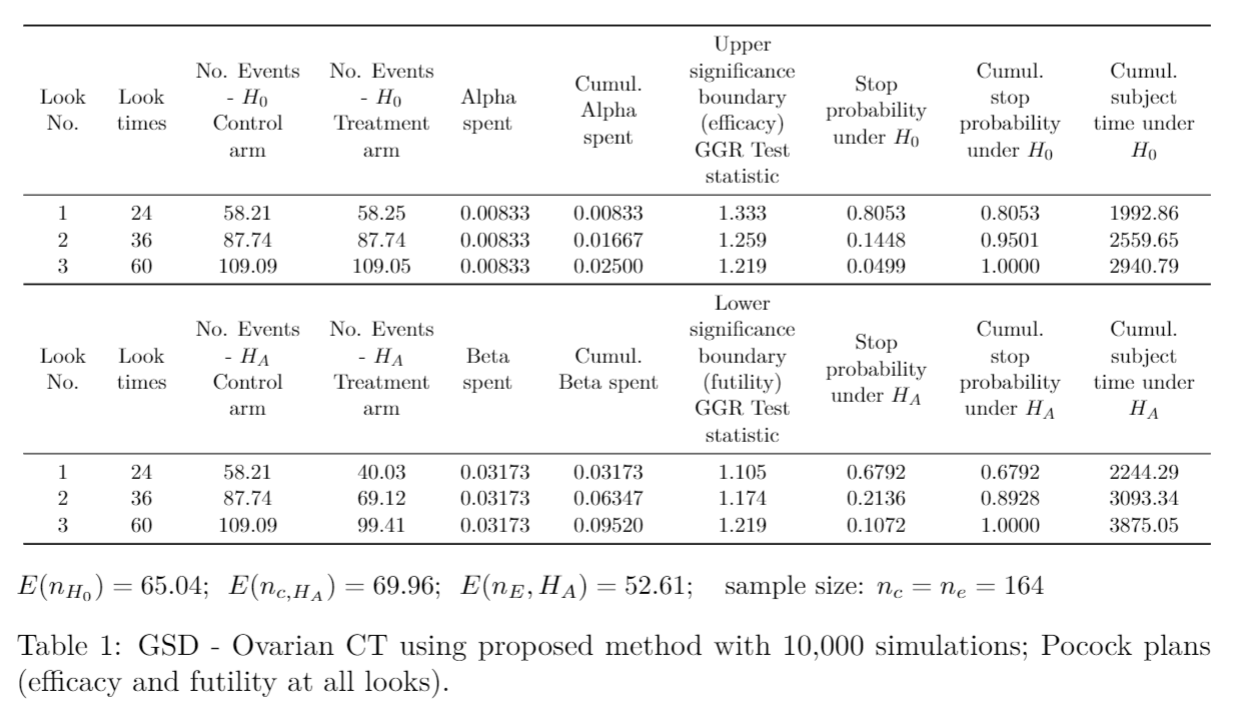 Look No. | Look times | No. Events - H₀ Control arm | No. Events - H₀ Treatment arm | Alpha spent | Cumul. Alpha spent | Upper significance boundary (efficacy) GGR Test statistic | Stop probability under H₀ | Cumul. stop probability under H₀ | Cumul. subject time under H₀
1 24 58.21 58.25 0.00833 0.00833 1.333 0.8053 0.8053 1992.86
2 36 87.74 87.74 0.00833 0.01667 1.259 0.1448 0.9501 2559.65
3 60 109.09 109.05 0.00833 0.02500 1.219 0.0499 1.0000 2940.79
Look No. | Look times | No. Events - H_A Control arm | No. Events - H_A Treatment arm | Beta spent | Cumul. Beta spent | Lower significance boundary (futility) GGR Test statistic | Stop probability under H_A | Cumul. stop probability under H_A | Cumul. subject time under H_A
1 24 58.21 40.03 0.03173 0.03173 1.105 0.6792 0.6792 2244.29
2 36 87.74 69.12 0.03173 0.06347 1.174 0.2136 0.8928 3093.34
3 60 109.09 99.41 0.03173 0.09520 1.219 0.1072 1.0000 3875.05
E(n_{H₀}) = 65.04; E(n_{c,H_A}) = 69.96; E(n_E, H_A) = 52.61; sample size: n_c = n_e = 164
Table 1: GSD - Ovarian CT using proposed method with 10,000 simulations; Pocock plans
(efficacy and futility at all looks).